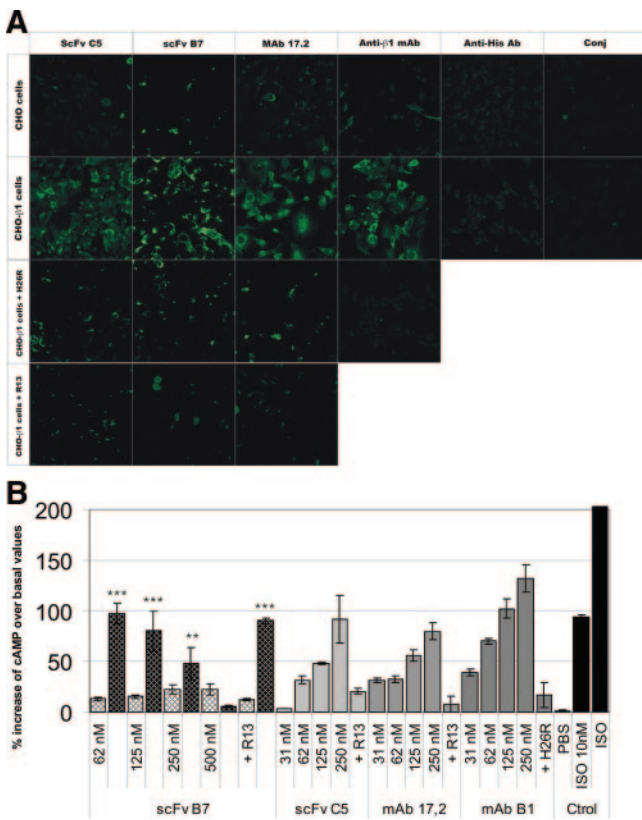 A
ScFv C5 scFv B7 MAb 17.2 Anti-β1 mAb Anti-His Ab Conj
CHO cells
CHO-β1 cells
CHO-β1 cells + H26R
CHO-β1 cells + R13
B
% increase of cAMP over basal values
200
150
100
50
0
*** *** ** ***
62 nM 125 nM 250 nM 500 nM + R13 31 nM 62 nM 125 nM 250 nM + R13 31 nM 62 nM 125 nM 250 nM + R13 31 nM 62 nM 125 nM 250 nM + H26R PBS ISO 10nM ISO
scFv B7 scFv C5 mAb 17,2 mAb B1 Ctrol